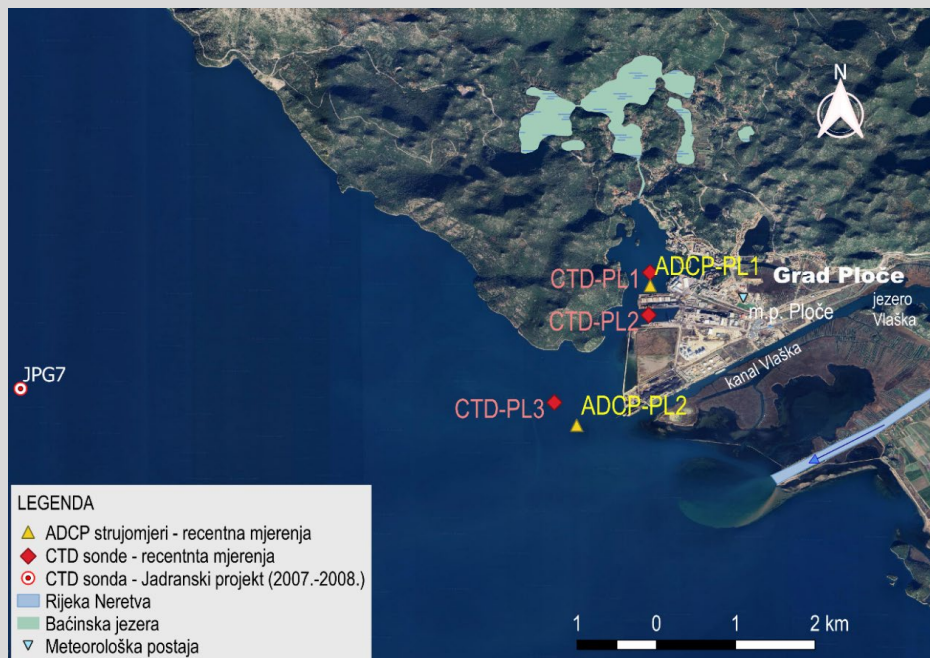 N
ADCP-PL1
CTD-PL1
Grad Ploče
jezero
Vlaška
m.p. Ploče
CTD-PL2
kanal Vlaška
JPG7
CTD-PL3
ADCP-PL2
LEGENDA
ADCP strujomjeri - recentna mjerenja
CTD sonde - recentnta mjerenja
CTD sonda - Jadranski projekt (2007.-2008.)
Rijeka Neretva
Baćinska jezera
Meteorološka postaja
1 0 1 2 km